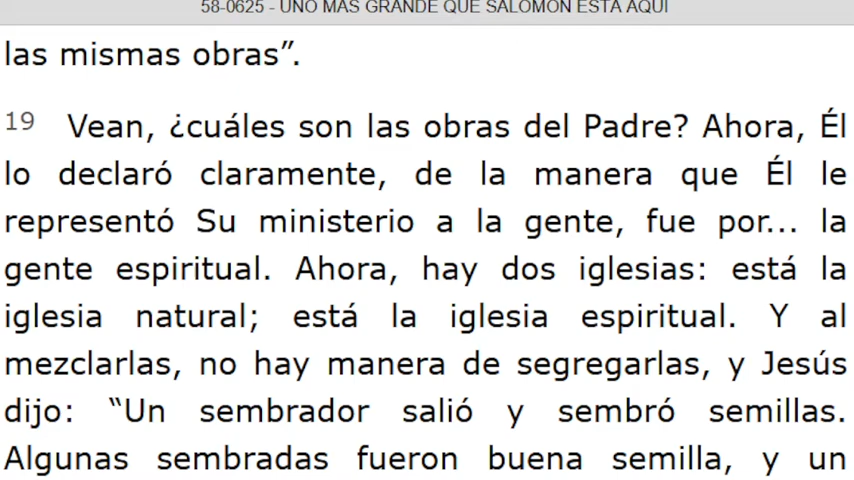 58-0625 - UNO MAS GRANDE QUE SALOMON ESTA AQUI
las mismas obras”.
19 Vean, ¿cuáles son las obras del Padre? Ahora, Él
lo declaró claramente, de la manera que Él le
representó Su ministerio a la gente, fue por... la
gente espiritual. Ahora, hay dos iglesias: está la
iglesia natural; está la iglesia espiritual. Y al
mezclarlas, no hay manera de segregarlas, y Jesús
dijo: “Un sembrador salió y sembró semillas.
Algunas sembradas fueron buena semilla, y un